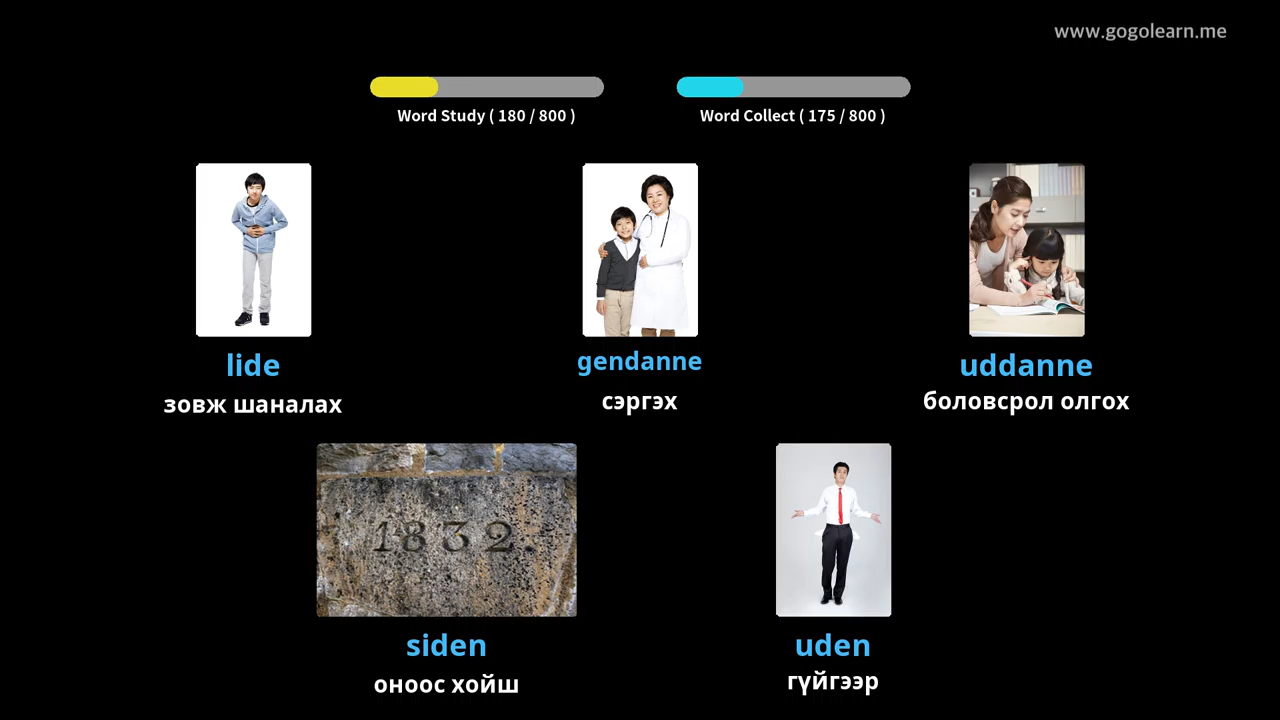 www.gogolearn.me
Word Study ( 180 / 800 )
Word Collect ( 175 / 800 )
lide
зовж шаналах
gendanne
сэргэх
uddanne
боловсрол олгох
1832
siden
оноос хойш
uden
гүйгээр